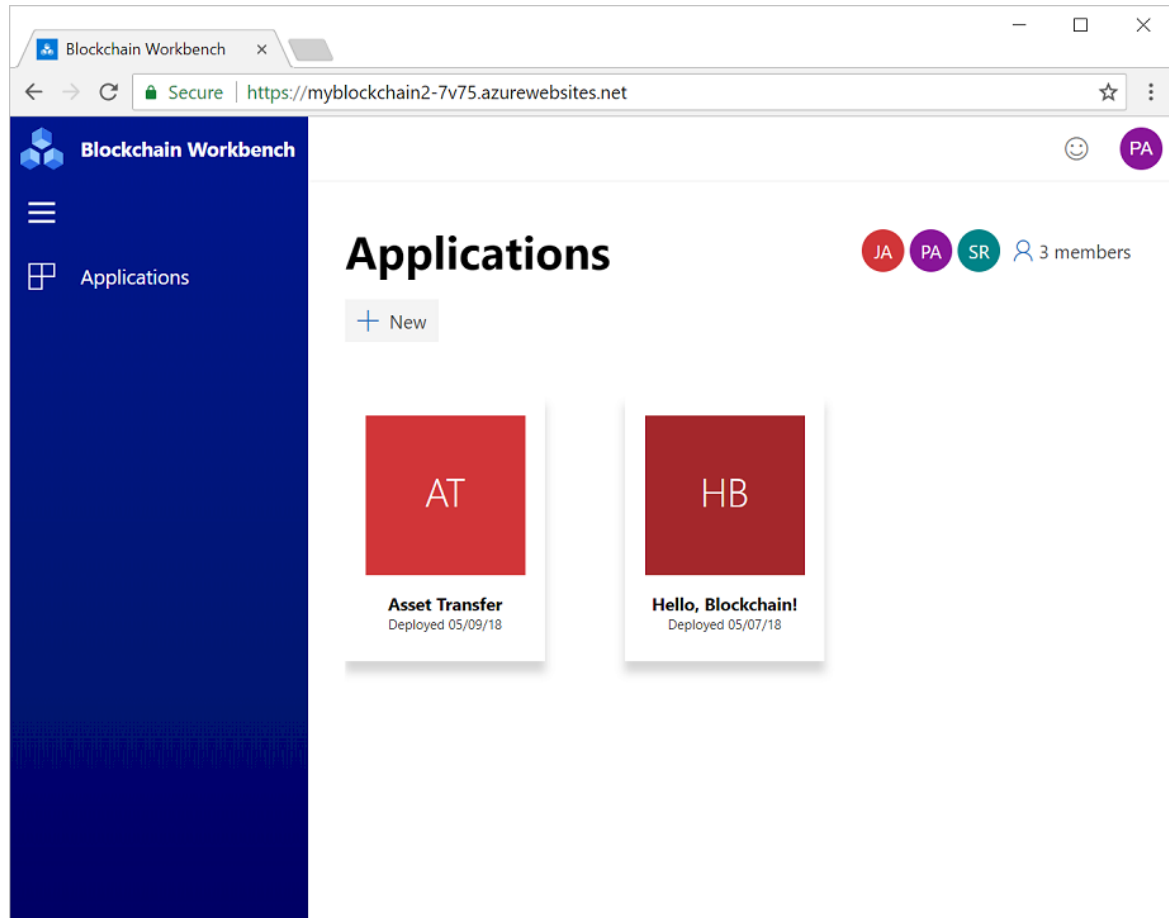 Blockchain Workbench
Secure | https://myblockchain2-7v75.azurewebsites.net
Blockchain Workbench
PA
Applications
Applications
JA PA SR 3 members
New
AT
HB
Asset Transfer
Deployed 05/09/18
Hello, Blockchain!
Deployed 05/07/18